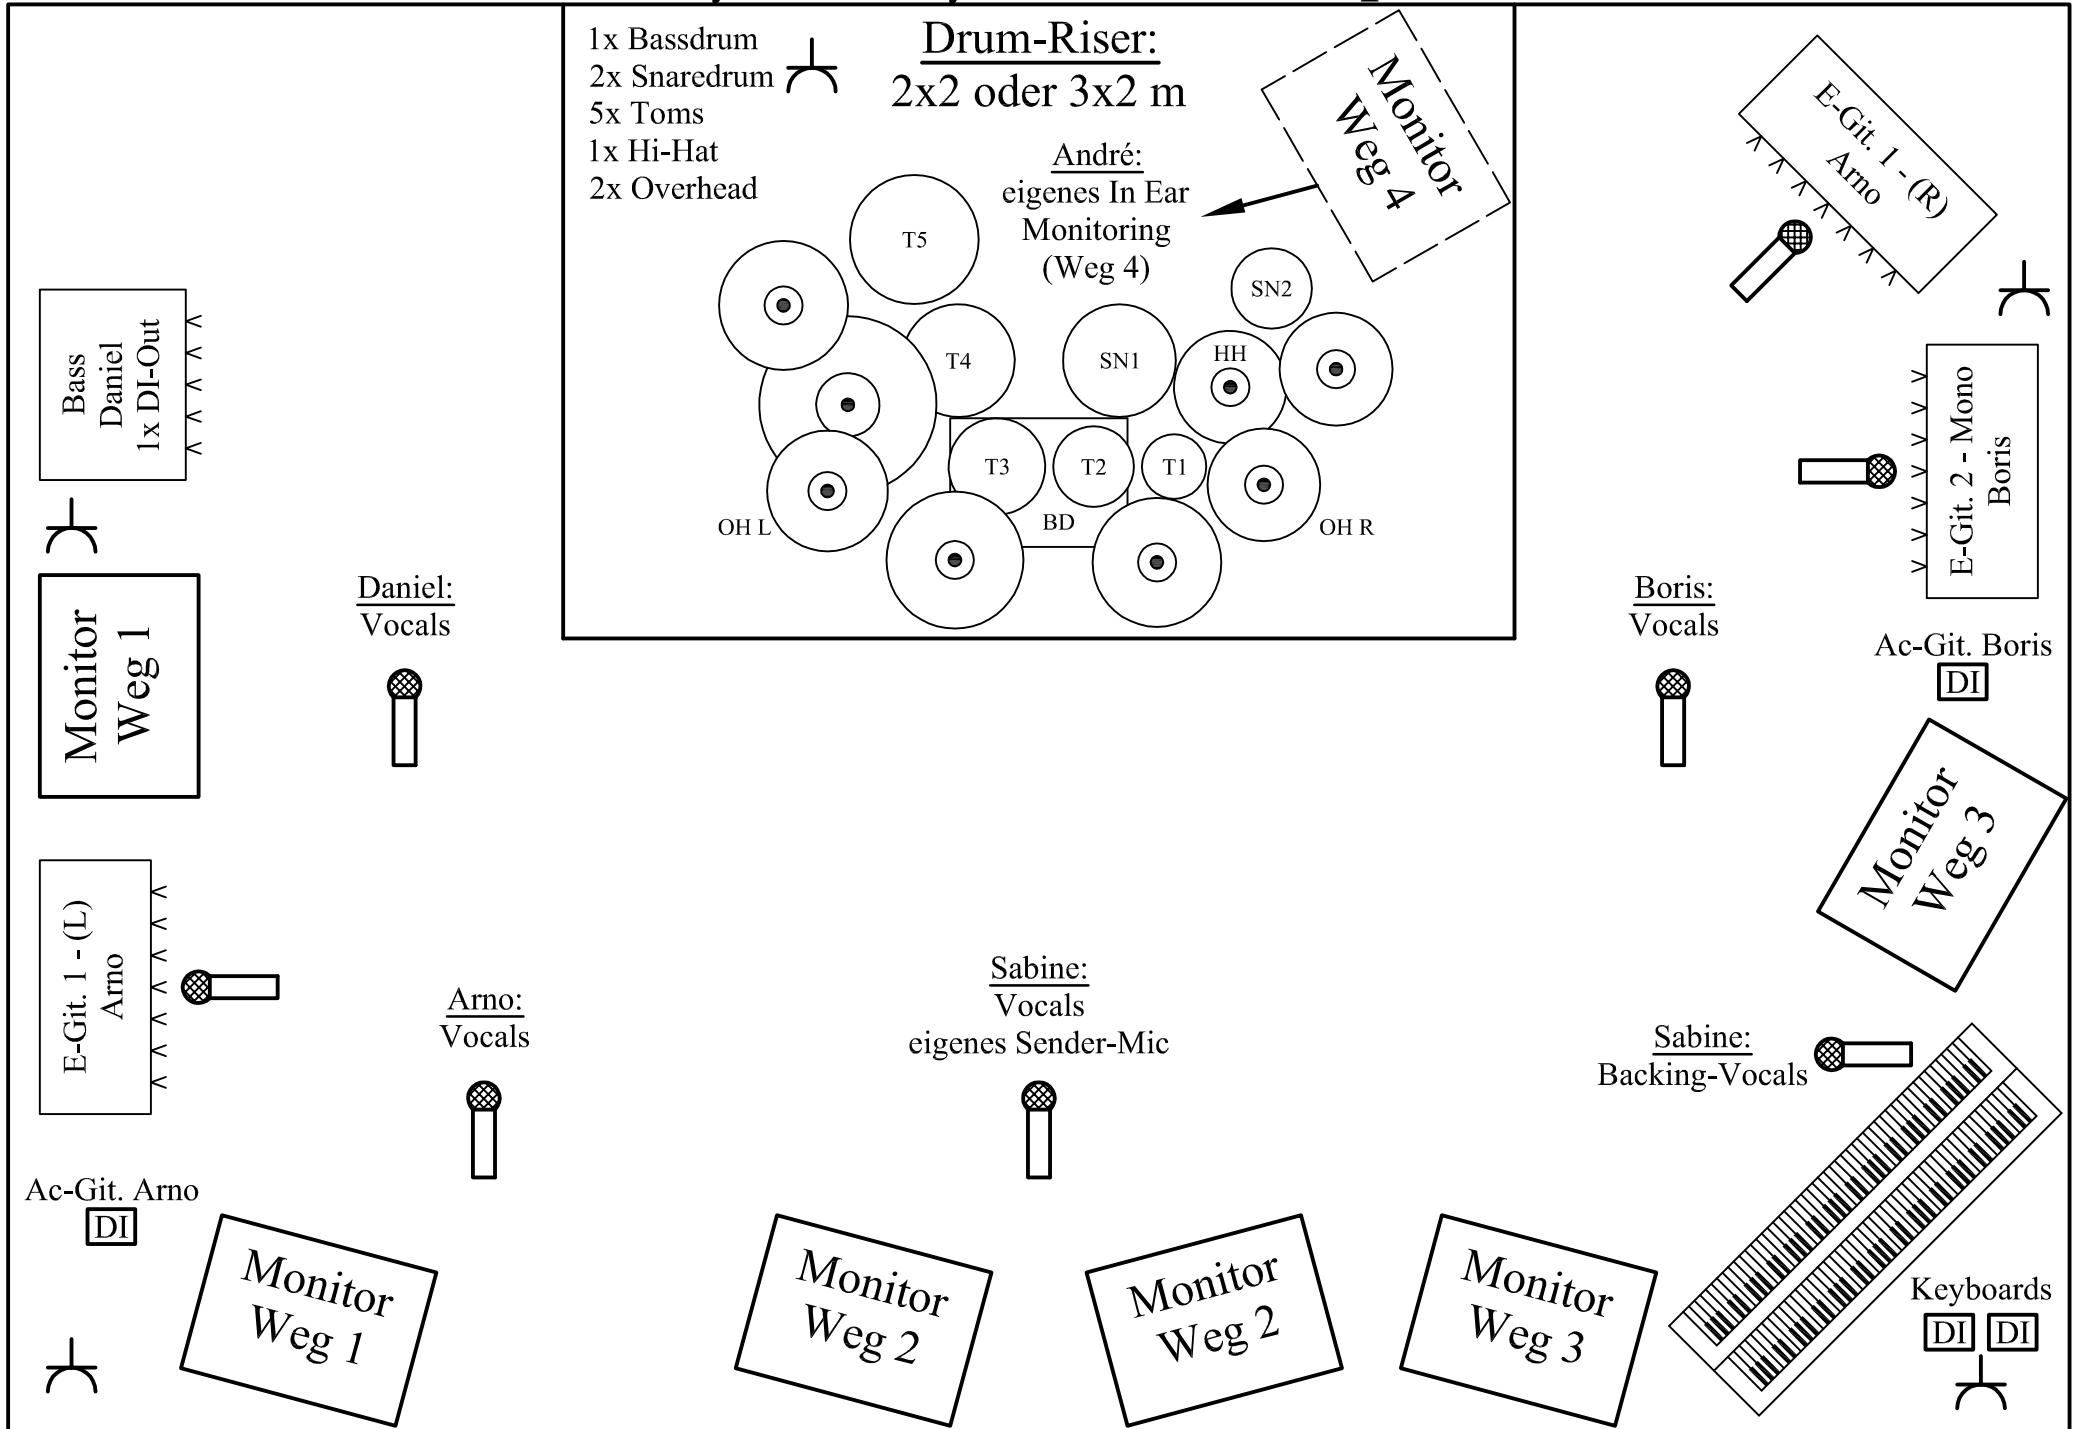 1x Bassdrum
2x Snaredrum
5x Toms
1x Hi-Hat
2x Overhead
Drum-Riser:
2x2 oder 3x2 m
André:
eigenes In Ear
Monitoring
(Weg 4)
Monitor
Weg 4
E-Git. 1 - (R)
Arno
T5
T4
SN1
SN2
HH
T3
T2
T1
BD
OH L
OH R
Bass
Daniel
1x DI-Out
E-Git. 2 - Mono
Boris
Monitor
Weg 1
Daniel:
Vocals
Boris:
Vocals
Ac-Git. Boris
DI
Monitor
Weg 3
E-Git. 1 - (L)
Arno
Arno:
Vocals
Sabine:
Vocals
eigenes Sender-Mic
Sabine:
Backing-Vocals
Ac-Git. Arno
DI
Monitor
Weg 1
Monitor
Weg 2
Monitor
Weg 2
Monitor
Weg 3
Keyboards
DI DI